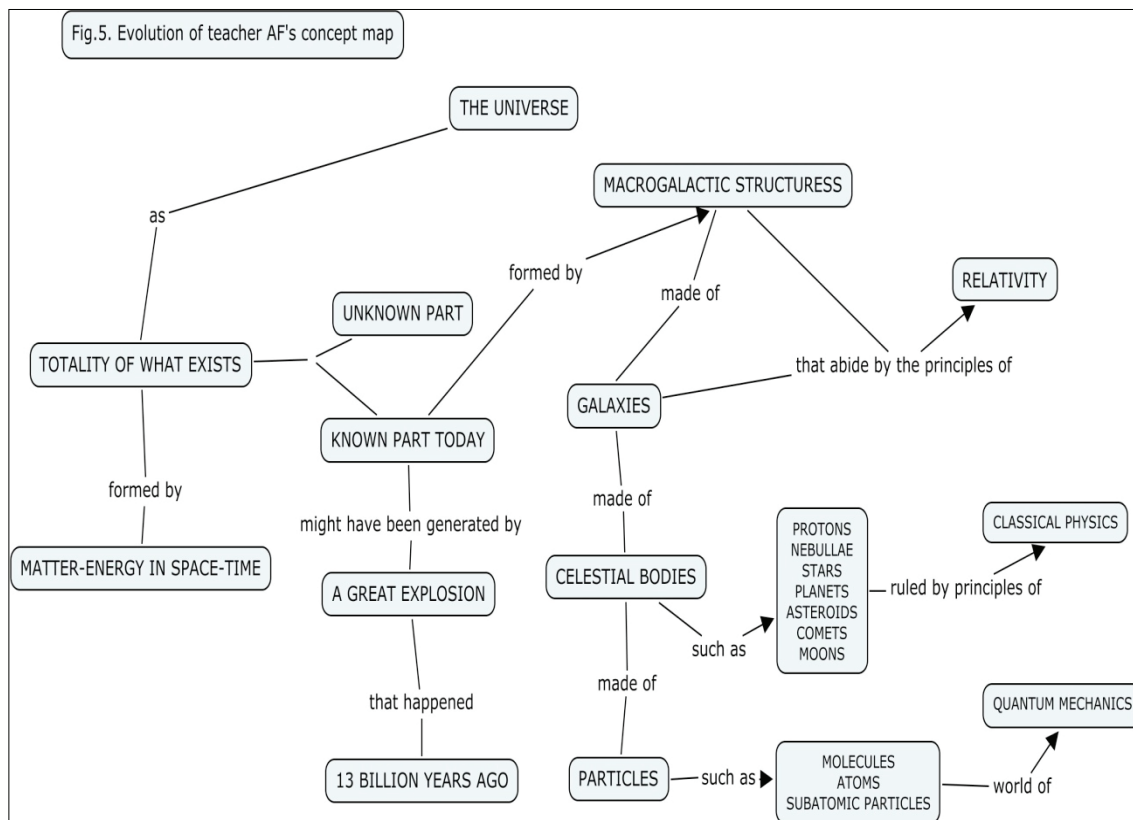 Fig.5. Evolution of teacher AF's concept map
THE UNIVERSE
MACROGALACTIC STRUCTURESS
as
formed by
made of
RELATIVITY
UNKNOWN PART
TOTALITY OF WHAT EXISTS
that abide by the principles of
GALAXIES
KNOWN PART TODAY
formed by
made of
might have been generated by
PROTONS
NEBULLAE
STARS
PLANETS
ASTEROIDS
COMETS
MOONS
CLASSICAL PHYSICS
MATTER-ENERGY IN SPACE-TIME
A GREAT EXPLOSION
CELESTIAL BODIES
ruled by principles of
such as
made of
that happened
QUANTUM MECHANICS
13 BILLION YEARS AGO
PARTICLES
such as
MOLECULES
ATOMS
SUBATOMIC PARTICLES
world of